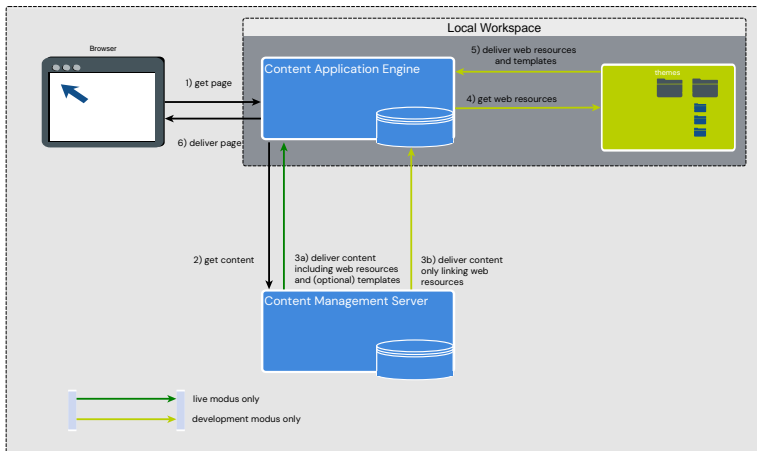 Local Workspace
Browser
5) deliver web resources
and templates
Content Application Engine
themes
1) get page
4) get web resources
6) deliver page
2) get content
3a) deliver content
including web resources
and (optional) templates
3b) deliver content
only linking web
resources
Content Management Server
live modus only
development modus only